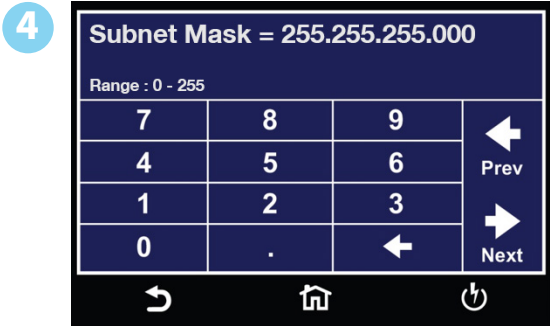 4
Subnet Mask = 255.255.255.000
Range : 0 - 255
7 8 9
4 5 6
Prev
1 2 3
0 .
Next